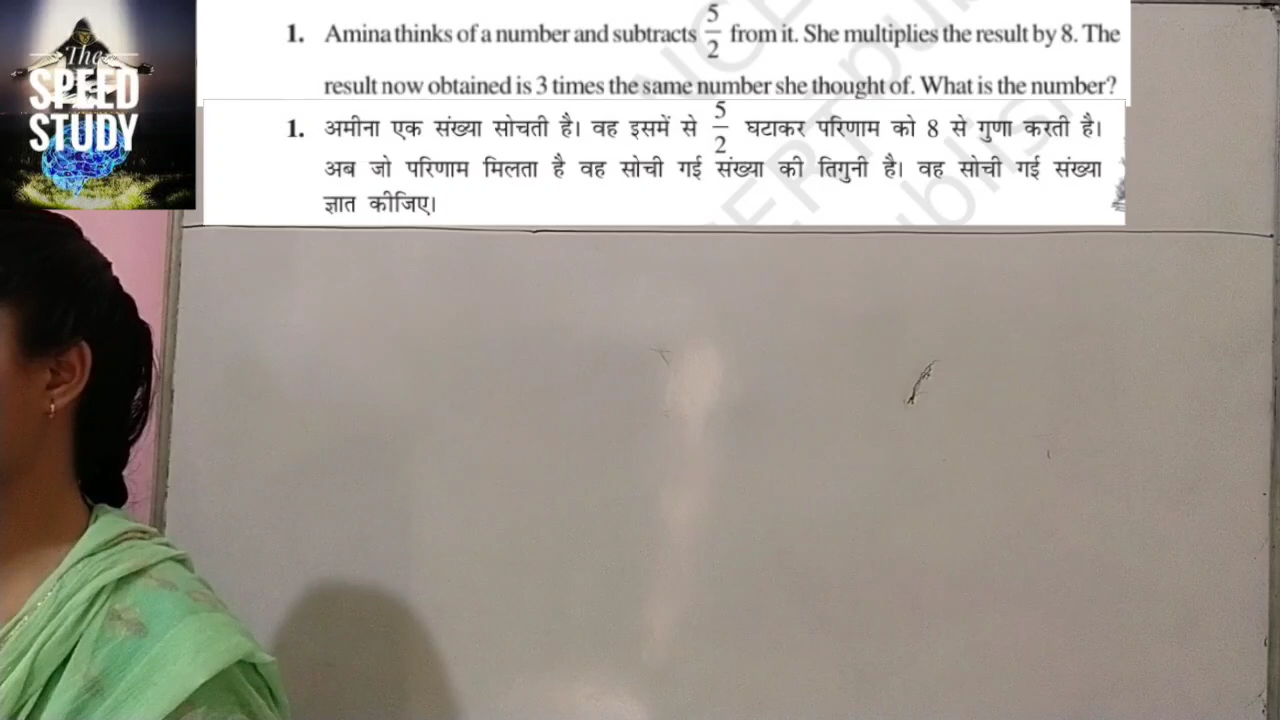 The
SPEED
STUDY
1. Amina thinks of a number and subtracts 5/2 from it. She multiplies the result by 8. The
result now obtained is 3 times the same number she thought of. What is the number?
1. अमीना एक संख्या सोचती है। वह इसमें से 5/2 घटाकर परिणाम को 8 से गुणा करती है।
अब जो परिणाम मिलता है वह सोची गई संख्या की तिगुनी है। वह सोची गई संख्या
ज्ञात कीजिए।